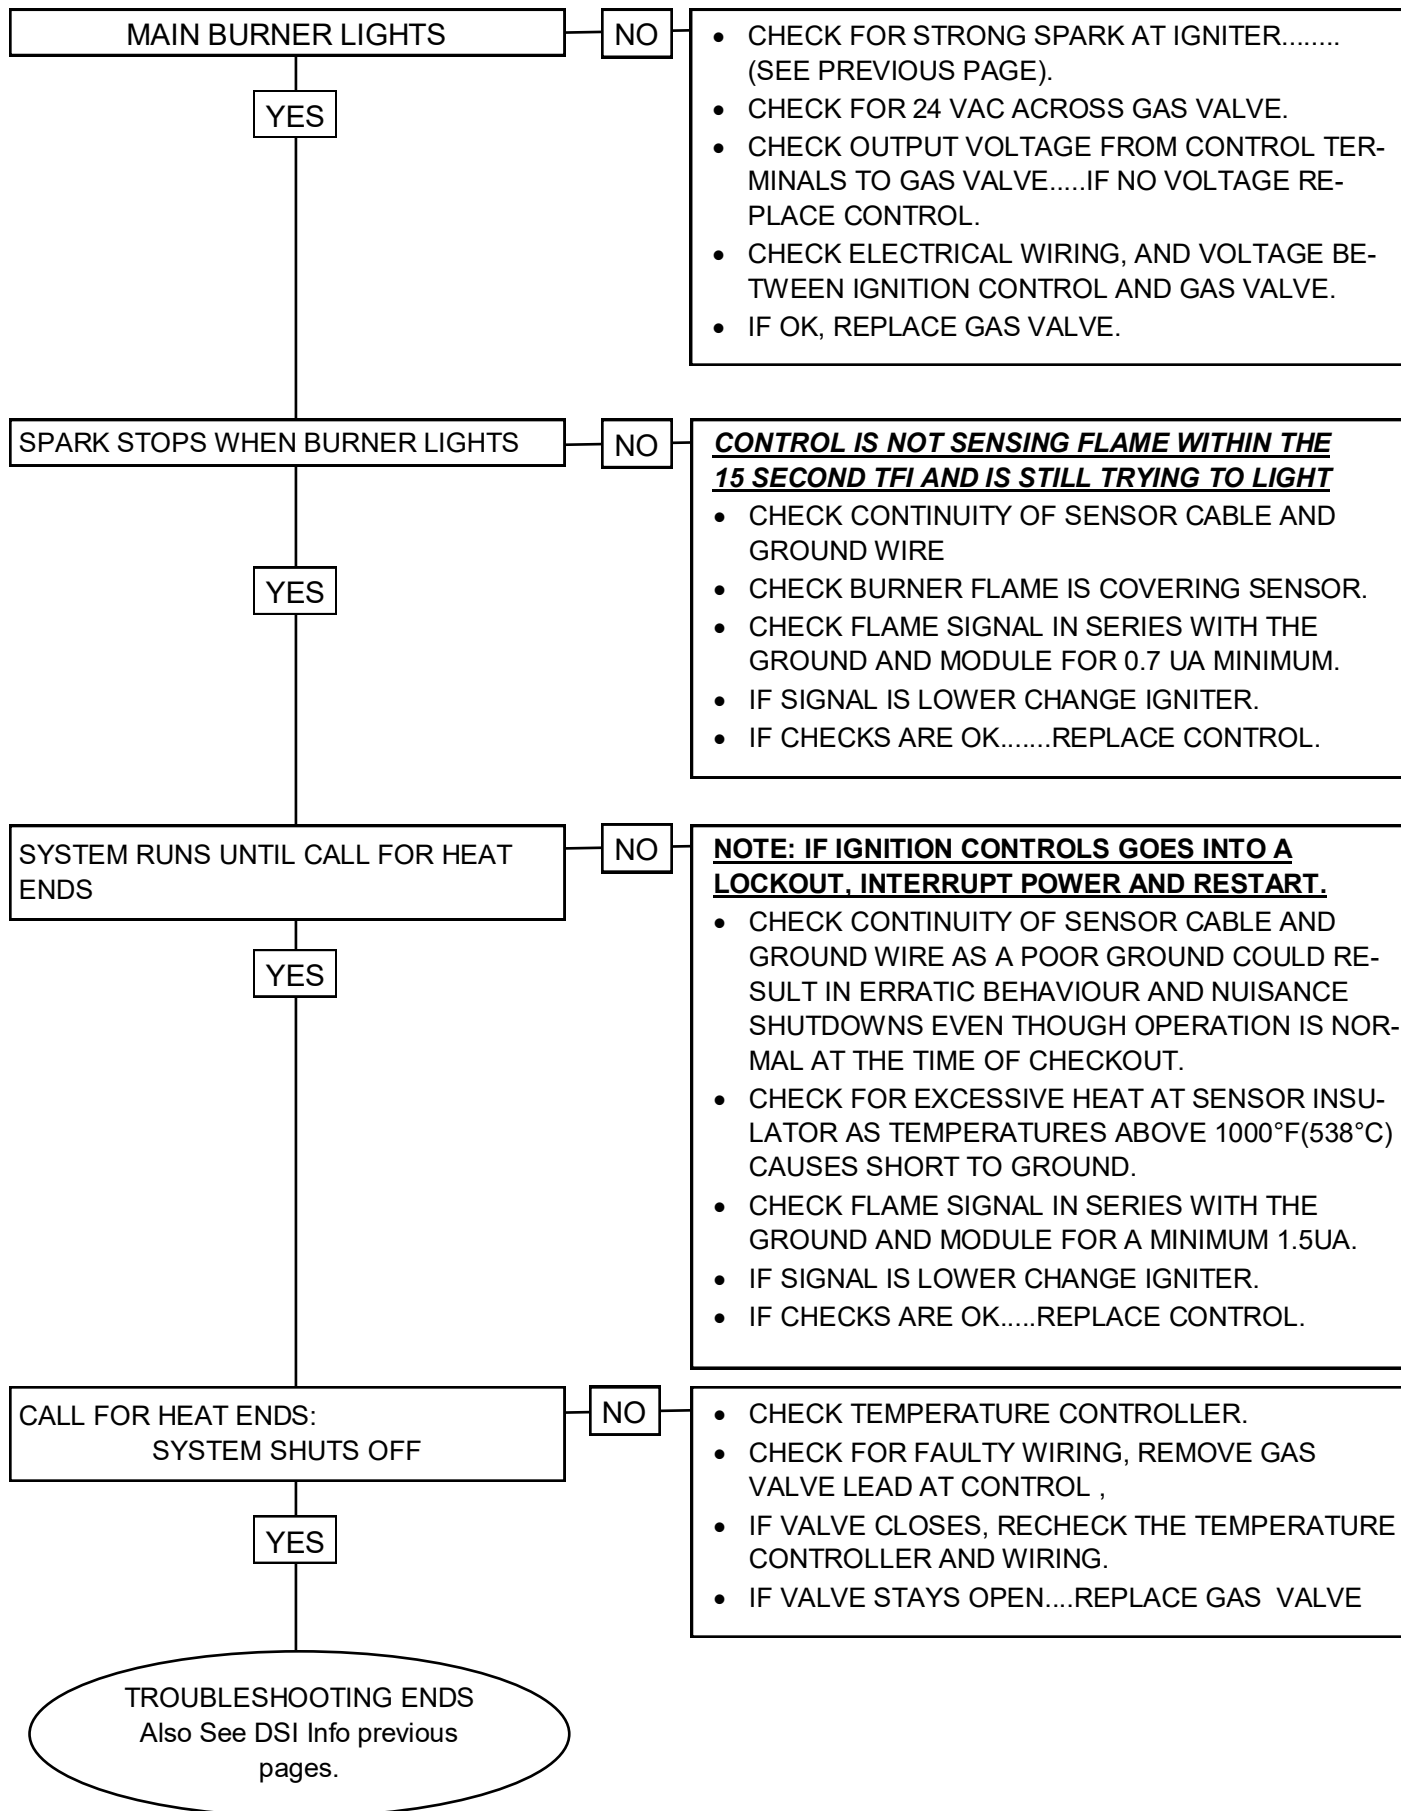 MAIN BURNER LIGHTS
NO
• CHECK FOR STRONG SPARK AT IGNITER........
(SEE PREVIOUS PAGE).
• CHECK FOR 24 VAC ACROSS GAS VALVE.
• CHECK OUTPUT VOLTAGE FROM CONTROL TER-
MINALS TO GAS VALVE.....IF NO VOLTAGE RE-
PLACE CONTROL.
• CHECK ELECTRICAL WIRING, AND VOLTAGE BE-
TWEEN IGNITION CONTROL AND GAS VALVE.
• IF OK, REPLACE GAS VALVE.
YES
SPARK STOPS WHEN BURNER LIGHTS
NO
CONTROL IS NOT SENSING FLAME WITHIN THE
15 SECOND TFI AND IS STILL TRYING TO LIGHT
• CHECK CONTINUITY OF SENSOR CABLE AND
GROUND WIRE
• CHECK BURNER FLAME IS COVERING SENSOR.
• CHECK FLAME SIGNAL IN SERIES WITH THE
GROUND AND MODULE FOR 0.7 UA MINIMUM.
• IF SIGNAL IS LOWER CHANGE IGNITER.
• IF CHECKS ARE OK.......REPLACE CONTROL.
YES
SYSTEM RUNS UNTIL CALL FOR HEAT
ENDS
NO
NOTE: IF IGNITION CONTROLS GOES INTO A
LOCKOUT, INTERRUPT POWER AND RESTART.
• CHECK CONTINUITY OF SENSOR CABLE AND
GROUND WIRE AS A POOR GROUND COULD RE-
SULT IN ERRATIC BEHAVIOUR AND NUISANCE
SHUTDOWNS EVEN THOUGH OPERATION IS NOR-
MAL AT THE TIME OF CHECKOUT.
• CHECK FOR EXCESSIVE HEAT AT SENSOR INSU-
LATOR AS TEMPERATURES ABOVE 1000°F(538°C)
CAUSES SHORT TO GROUND.
• CHECK FLAME SIGNAL IN SERIES WITH THE
GROUND AND MODULE FOR A MINIMUM 1.5UA.
• IF SIGNAL IS LOWER CHANGE IGNITER.
• IF CHECKS ARE OK.....REPLACE CONTROL.
YES
CALL FOR HEAT ENDS:
SYSTEM SHUTS OFF
NO
• CHECK TEMPERATURE CONTROLLER.
• CHECK FOR FAULTY WIRING, REMOVE GAS
VALVE LEAD AT CONTROL ,
• IF VALVE CLOSES, RECHECK THE TEMPERATURE
CONTROLLER AND WIRING.
• IF VALVE STAYS OPEN....REPLACE GAS VALVE
YES
TROUBLESHOOTING ENDS
Also See DSI Info previous
pages.